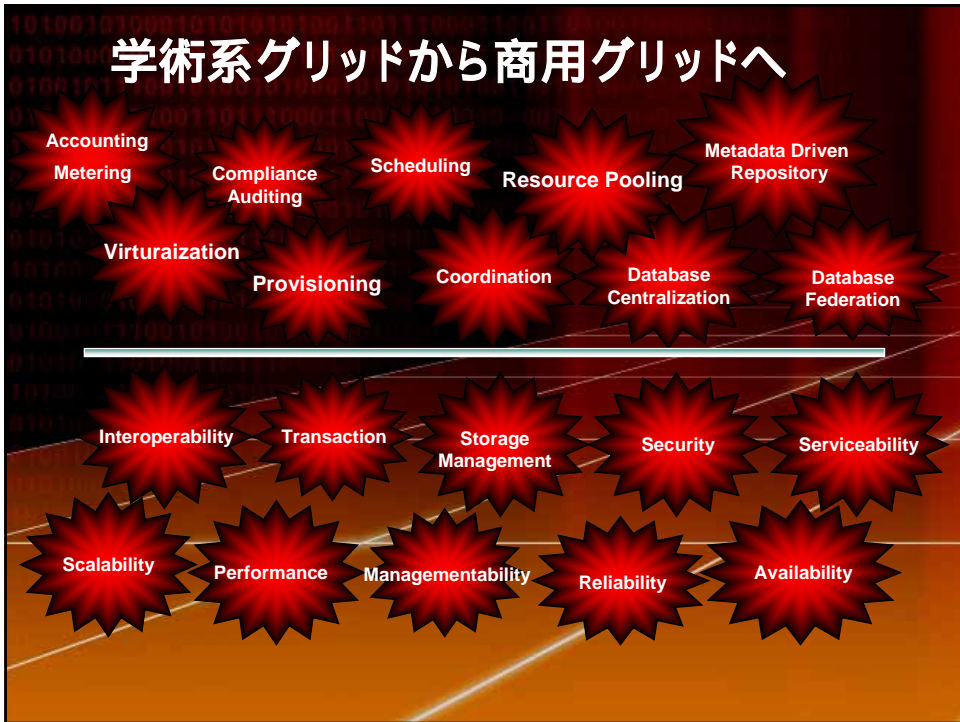 学術系グリッドから商用グリッドへ
Accounting
Metering
Compliance
Auditing
Scheduling
Resource Pooling
Metadata Driven
Repository
Virturaization
Provisioning
Coordination
Database
Centralization
Database
Federation
Interoperability
Transaction
Storage
Management
Security
Serviceability
Scalability
Performance
Managementability
Reliability
Availability